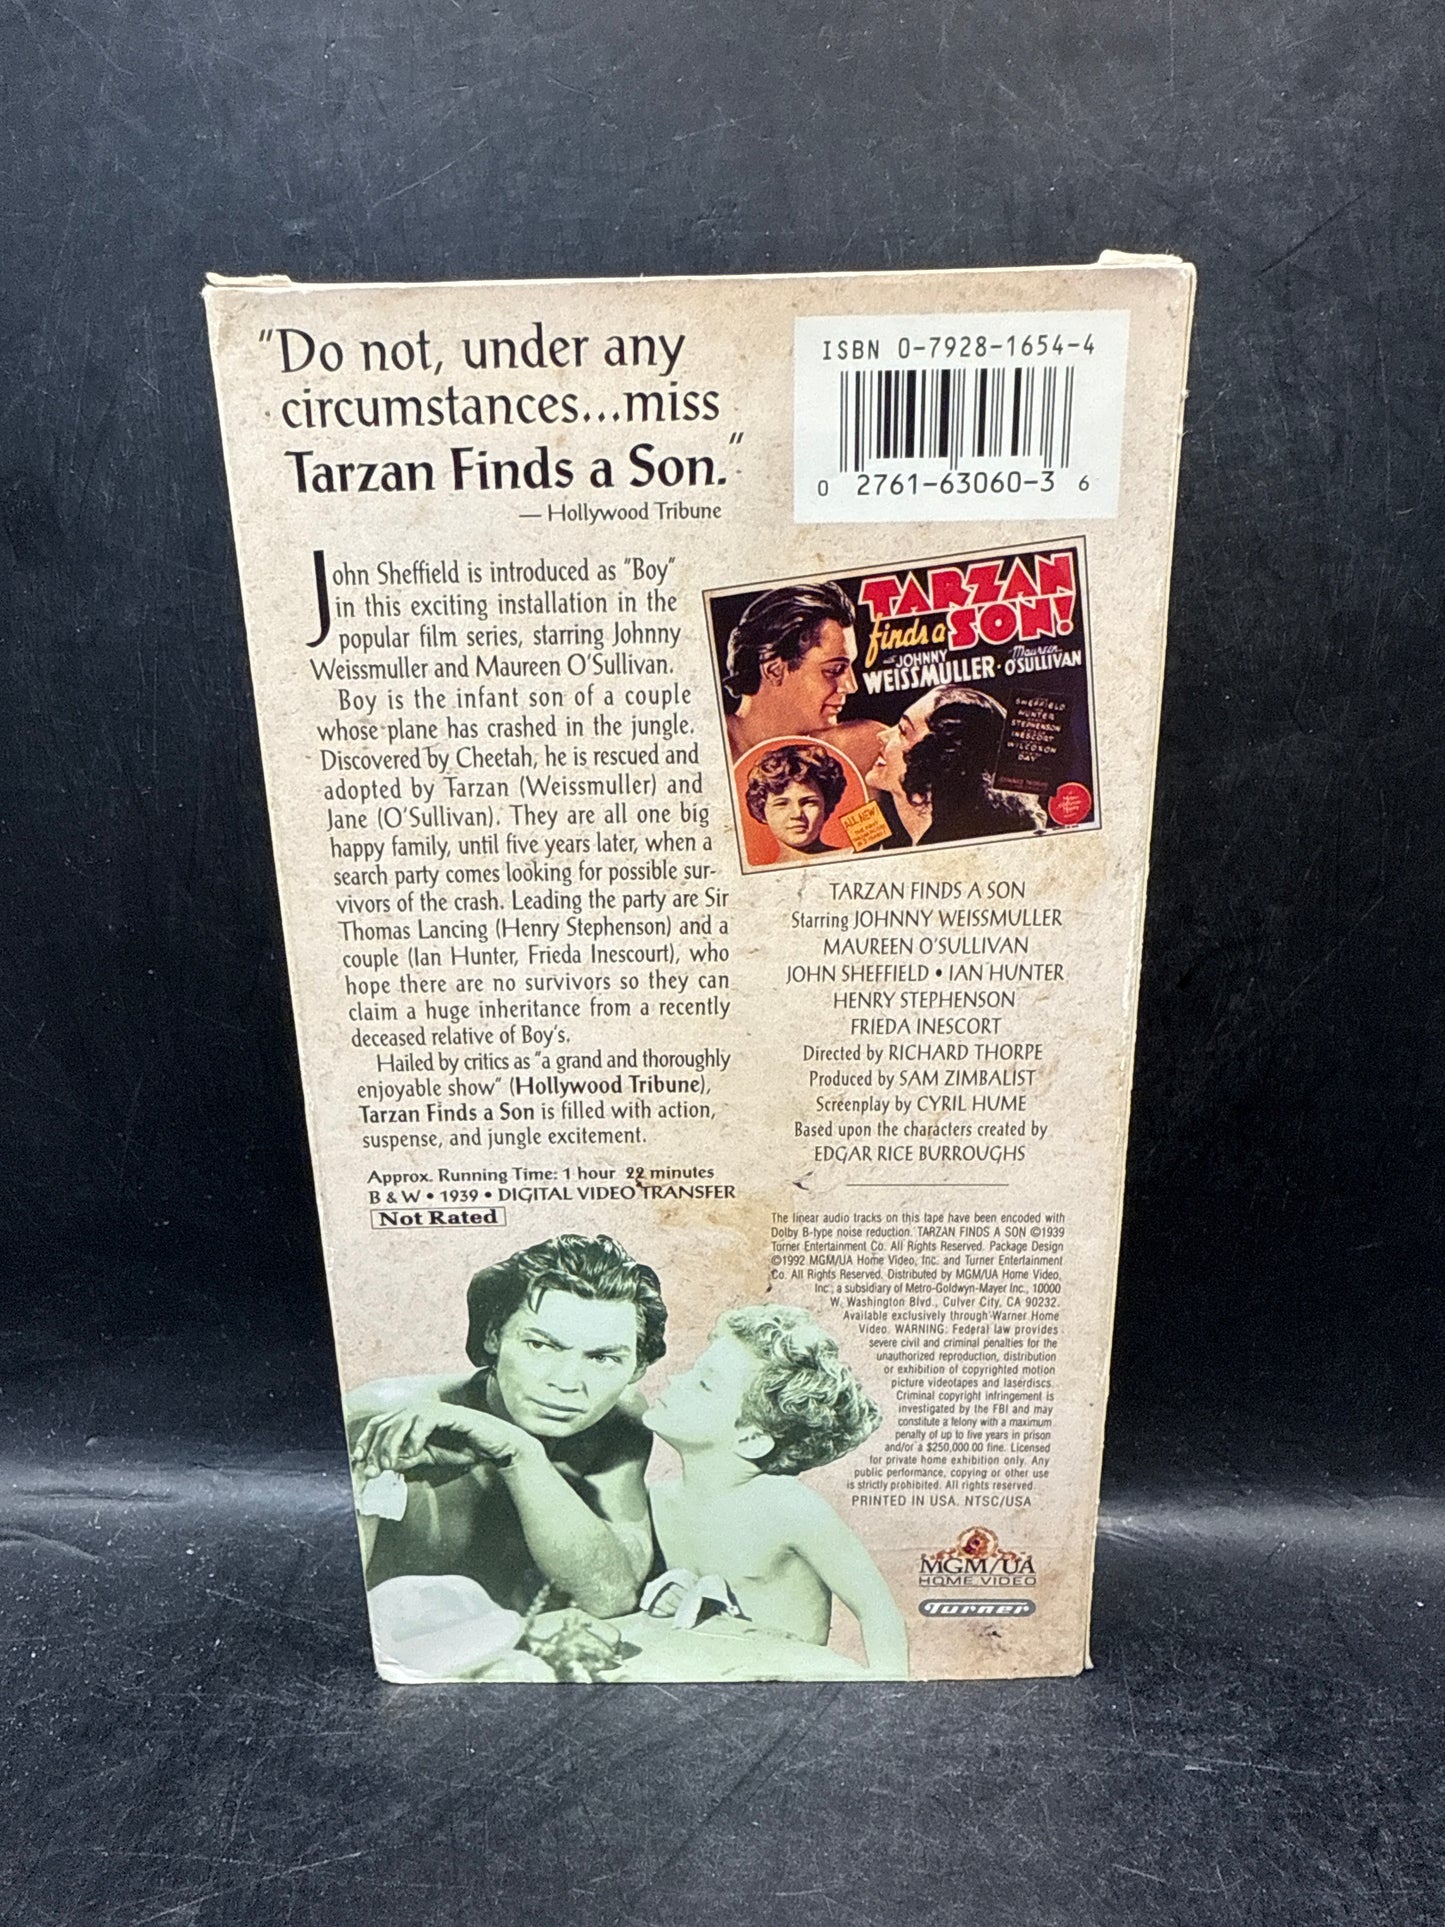 "Do not, under any
circumstances...miss
Tarzan Finds a Son."
— Hollywood Tribune
ISBN 0-7928-1654-4
0 2761-63060-3 6
John Sheffield is introduced as "Boy"
in this exciting installation in the
popular film series, starring Johnny
Weissmuller and Maureen O'Sullivan.
Boy is the infant son of a couple
whose plane has crashed in the jungle.
Discovered by Cheetah, he is rescued and
adopted by Tarzan (Weissmuller) and
Jane (O'Sullivan). They are all one big
happy family, until five years later, when a
search party comes looking for possible sur-
vivors of the crash. Leading the party are Sir
Thomas Lancing (Henry Stephenson) and a
couple (Ian Hunter, Frieda Inescourt), who
hope there are no survivors so they can
claim a huge inheritance from a recently
deceased relative of Boy's.
Hailed by critics as "a grand and thoroughly
enjoyable show" (Hollywood Tribune),
Tarzan Finds a Son is filled with action,
suspense, and jungle excitement.
Approx. Running Time: 1 hour 22 minutes
B & W • 1939 • DIGITAL VIDEO TRANSFER
Not Rated
TARZAN
finds a SON!
with JOHNNY Maureen
WEISSMULLER · O'SULLIVAN
SHEFFIELD
HUNTER
STEPHENSON
INESCORT
WILCOXON
DAY
ALL NEW!
TARZAN FINDS A SON
Starring JOHNNY WEISSMULLER
MAUREEN O'SULLIVAN
JOHN SHEFFIELD • IAN HUNTER
HENRY STEPHENSON
FRIEDA INESCORT
Directed by RICHARD THORPE
Produced by SAM ZIMBALIST
Screenplay by CYRIL HUME
Based upon the characters created by
EDGAR RICE BURROUGHS
The linear audio tracks on this tape have been encoded with
Dolby B-type noise reduction. TARZAN FINDS A SON ©1939
Turner Entertainment Co. All Rights Reserved. Package Design
©1992 MGM/UA Home Video, Inc. and Turner Entertainment
Co. All Rights Reserved. Distributed by MGM/UA Home Video,
Inc., a subsidiary of Metro-Goldwyn-Mayer Inc., 10000
W. Washington Blvd., Culver City, CA 90232.
Available exclusively through Warner Home
Video. WARNING: Federal law provides
severe civil and criminal penalties for the
unauthorized reproduction, distribution
or exhibition of copyrighted motion
picture videotapes and laserdiscs.
Criminal copyright infringement is
investigated by the FBI and may
constitute a felony with a maximum
penalty of up to five years in prison
and/or a $250,000.00 fine. Licensed
for private home exhibition only. Any
public performance, copying or other use
is strictly prohibited. All rights reserved.
PRINTED IN USA. NTSC/USA
MGM/UA
HOME VIDEO
Turner